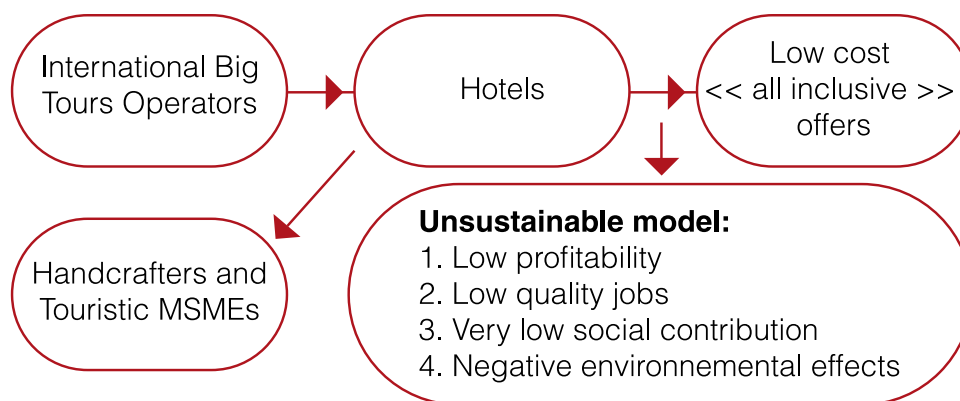 International Big
Tours Operators
Hotels
Low cost
<< all inclusive >>
offers
Handcrafters and
Touristic MSMEs
Unsustainable model:
1. Low profitability
2. Low quality jobs
3. Very low social contribution
4. Negative environnemental effects